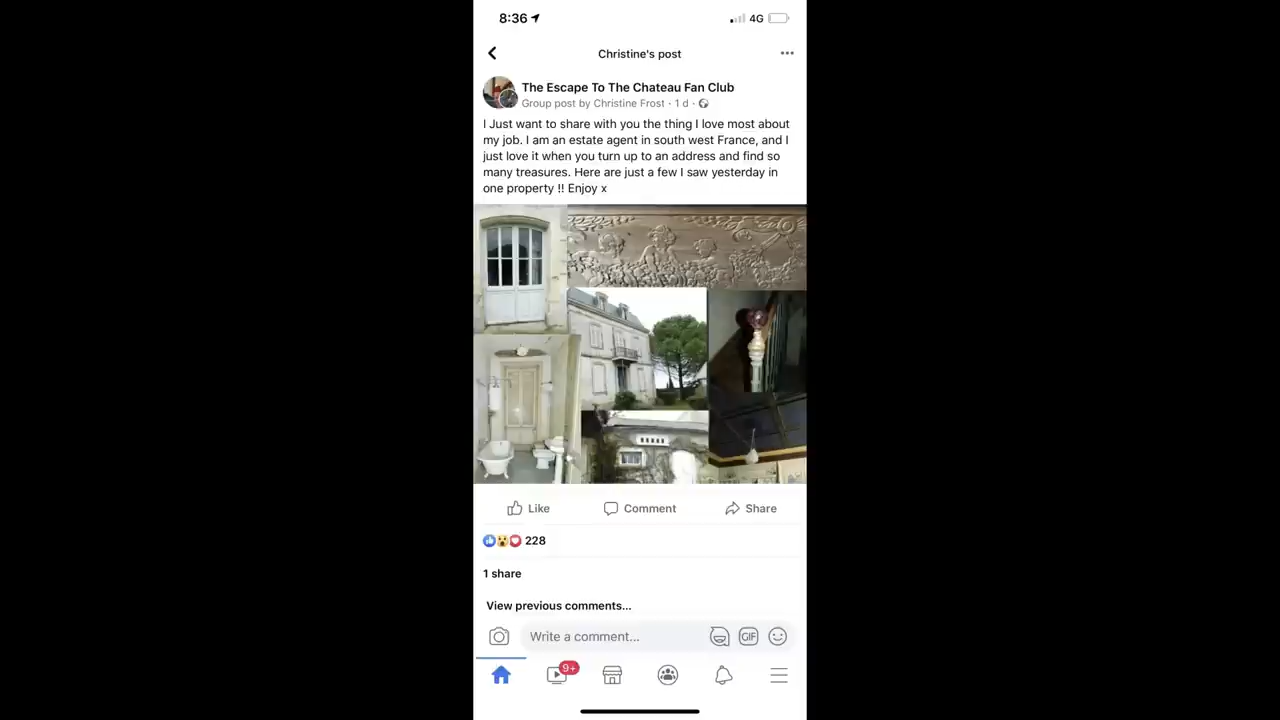 8:36
4G
Christine's post
The Escape To The Chateau Fan Club
Group post by Christine Frost · 1 d ·
I Just want to share with you the thing I love most about
my job. I am an estate agent in south west France, and I
just love it when you turn up to an address and find so
many treasures. Here are just a few I saw yesterday in
one property !! Enjoy x
Like
Comment
Share
228
1 share
View previous comments...
Write a comment...
GIF
9+